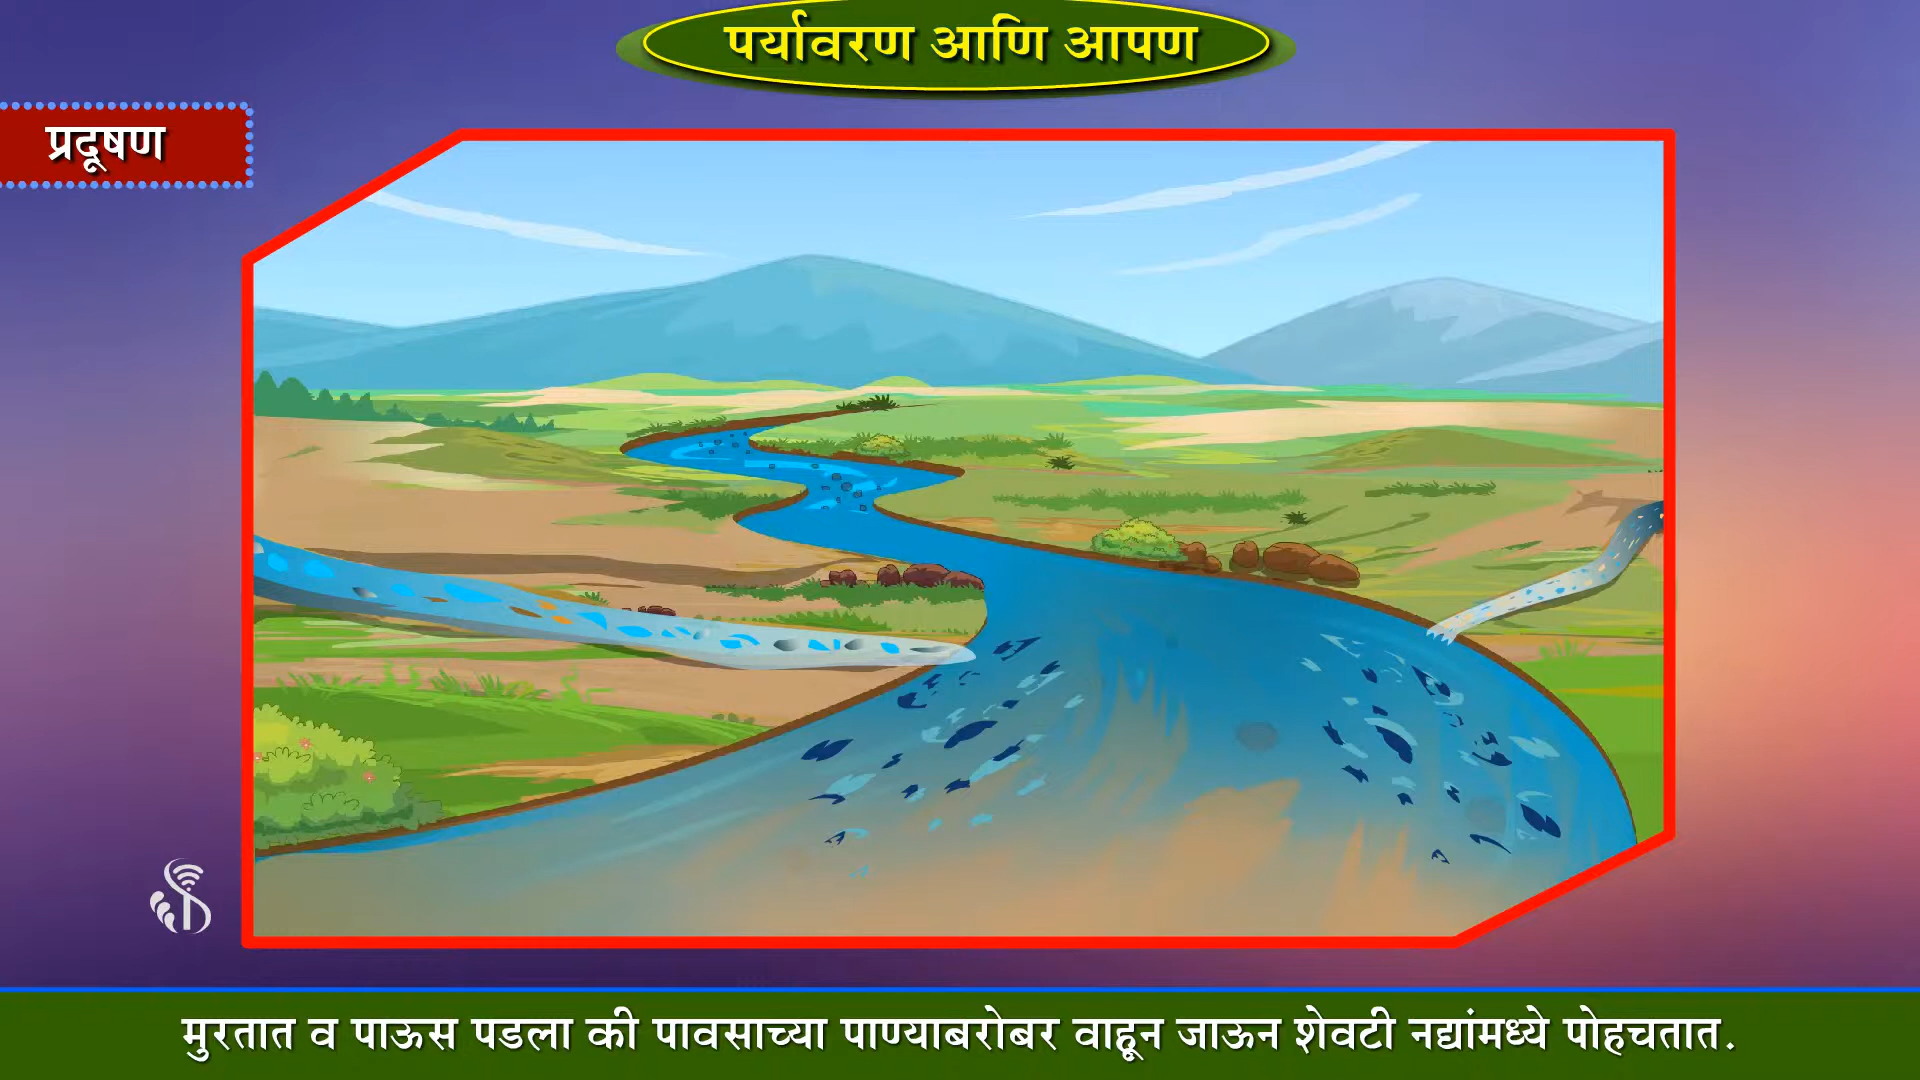 पर्यावरण आणि आपण
प्रदूषण
मुरतात व पाऊस पडला की पावसाच्या पाण्याबरोबर वाहून जाऊन शेवटी नद्यांमध्ये पोहचतात.